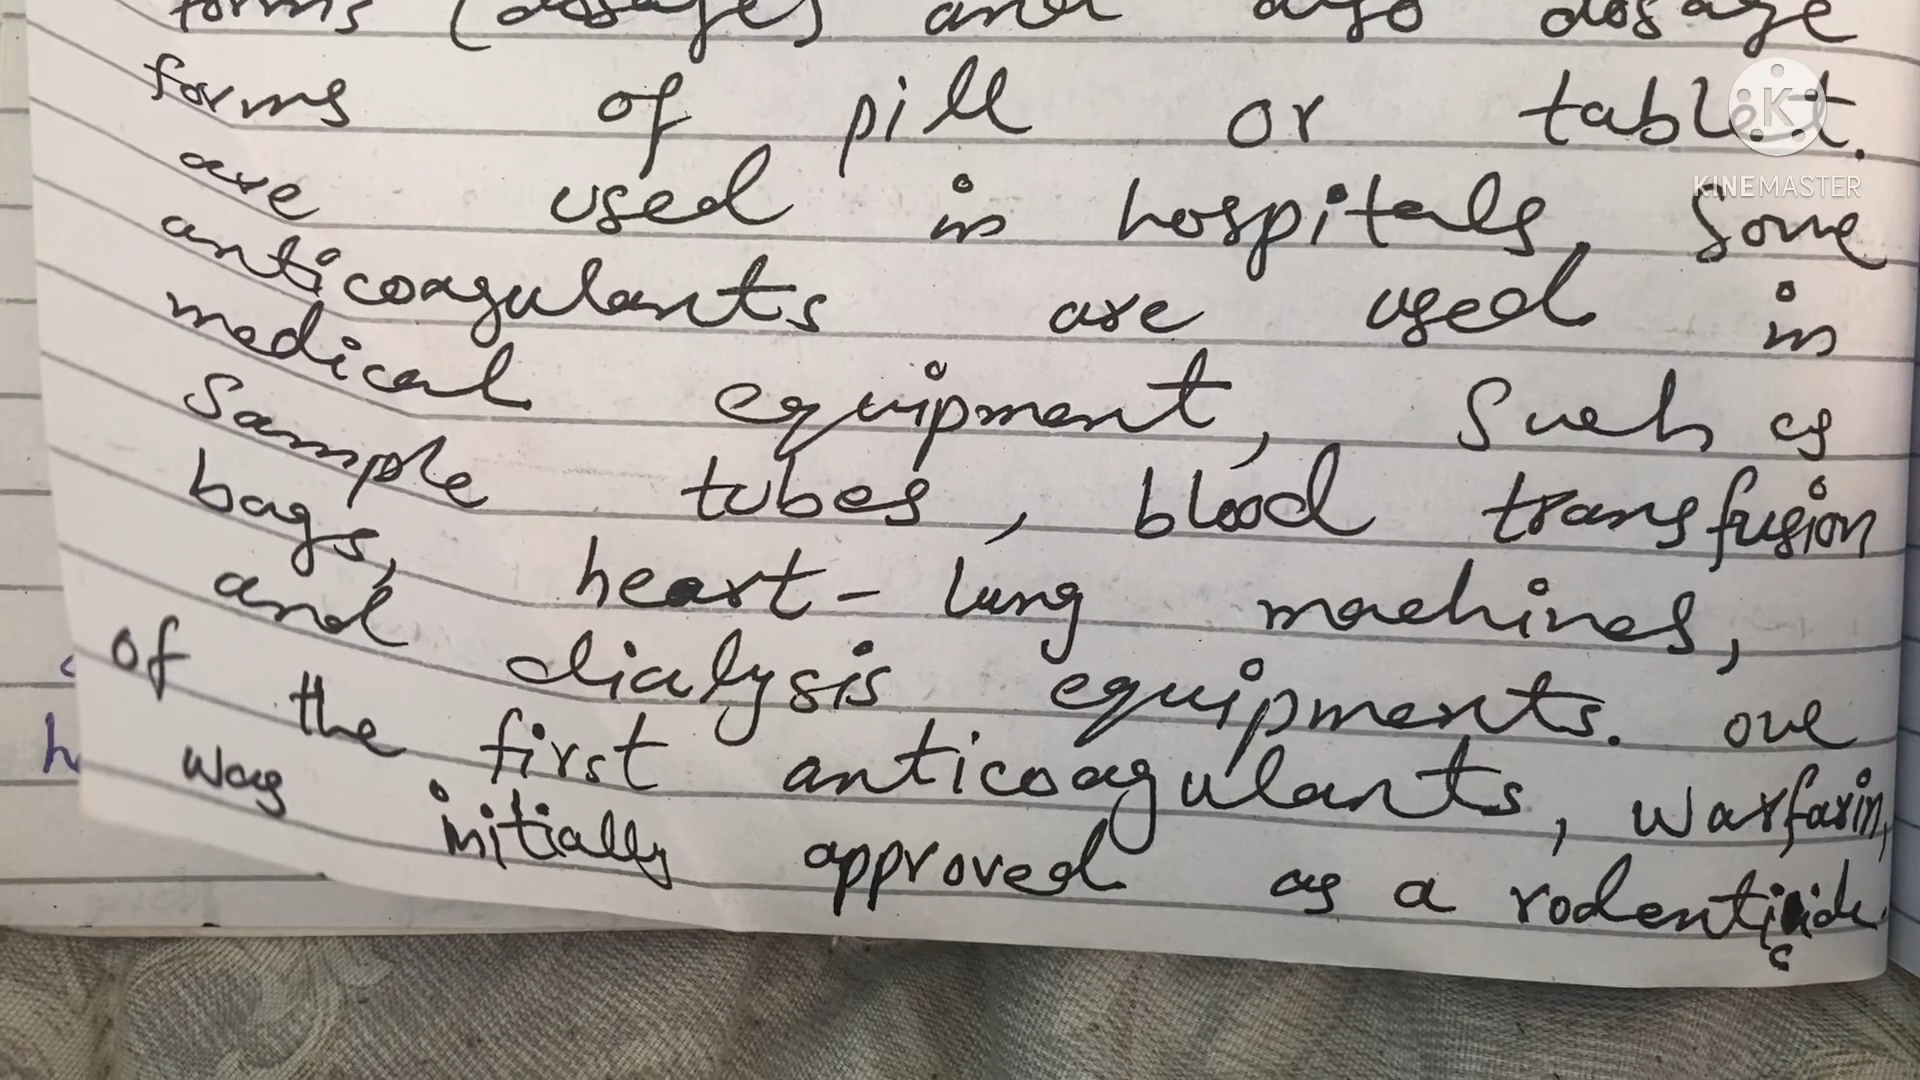 forms (dosage) and also dosage
forms of pill or tablet.
are used in hospitals. Some
anticoagulants are used in
medical equipment, Such as
Sample tubes, blood transfusion
bags, heart-lung machines,
and dialysis equipments. one
of the first anticoagulants, warfarin,
was initially approved as a rodenticide.
K
KINEMASTER